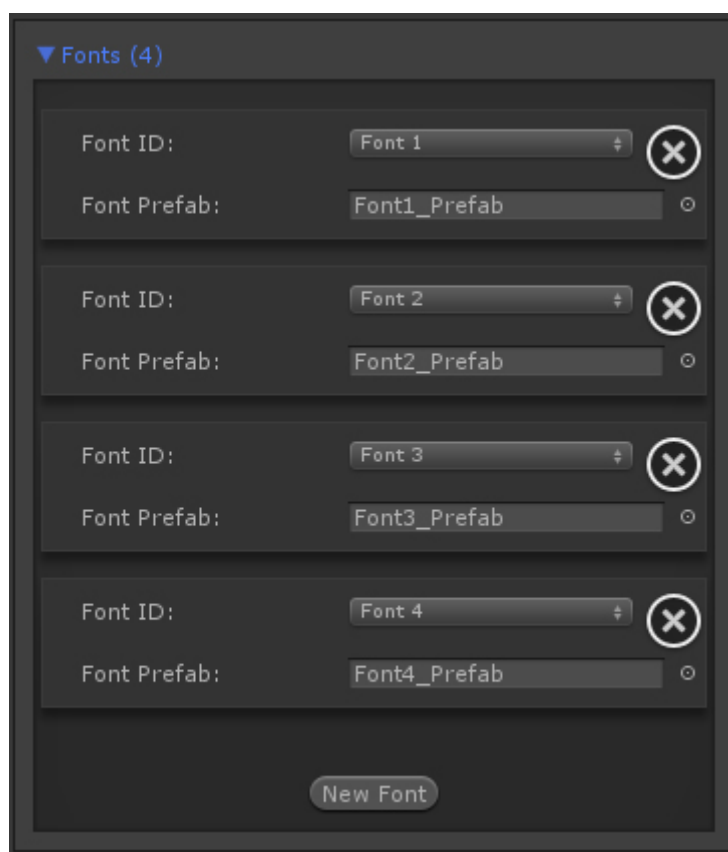 Fonts (4)
Font ID: Font 1
Font Prefab: Font1_Prefab
Font ID: Font 2
Font Prefab: Font2_Prefab
Font ID: Font 3
Font Prefab: Font3_Prefab
Font ID: Font 4
Font Prefab: Font4_Prefab
New Font